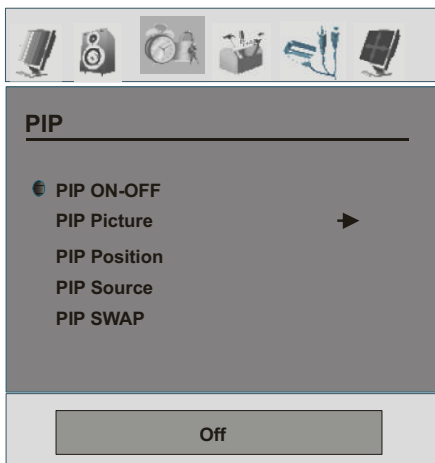 PIP
PIP ON-OFF
PIP Picture
PIP Position
PIP Source
PIP SWAP
Off